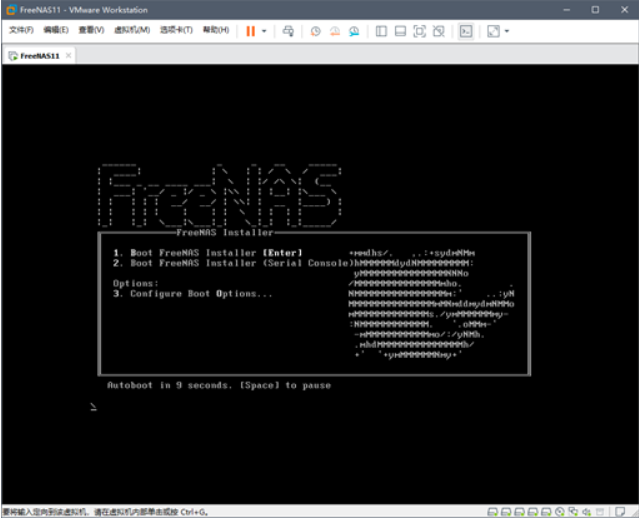 FreeNAS11 - VMware Workstation
文件(F) 编辑(E) 查看(V) 虚拟机(M) 选项卡(T) 帮助(H)
FreeNAS11
FreeNAS
FreeNAS Installer
1. Boot FreeNAS Installer [Enter]
2. Boot FreeNAS Installer (Serial Console)
Options:
3. Configure Boot Options...
Autoboot in 9 seconds. [Space] to pause
要将输入定向到该虚拟机，请在虚拟机内部单击或按 Ctrl+G。